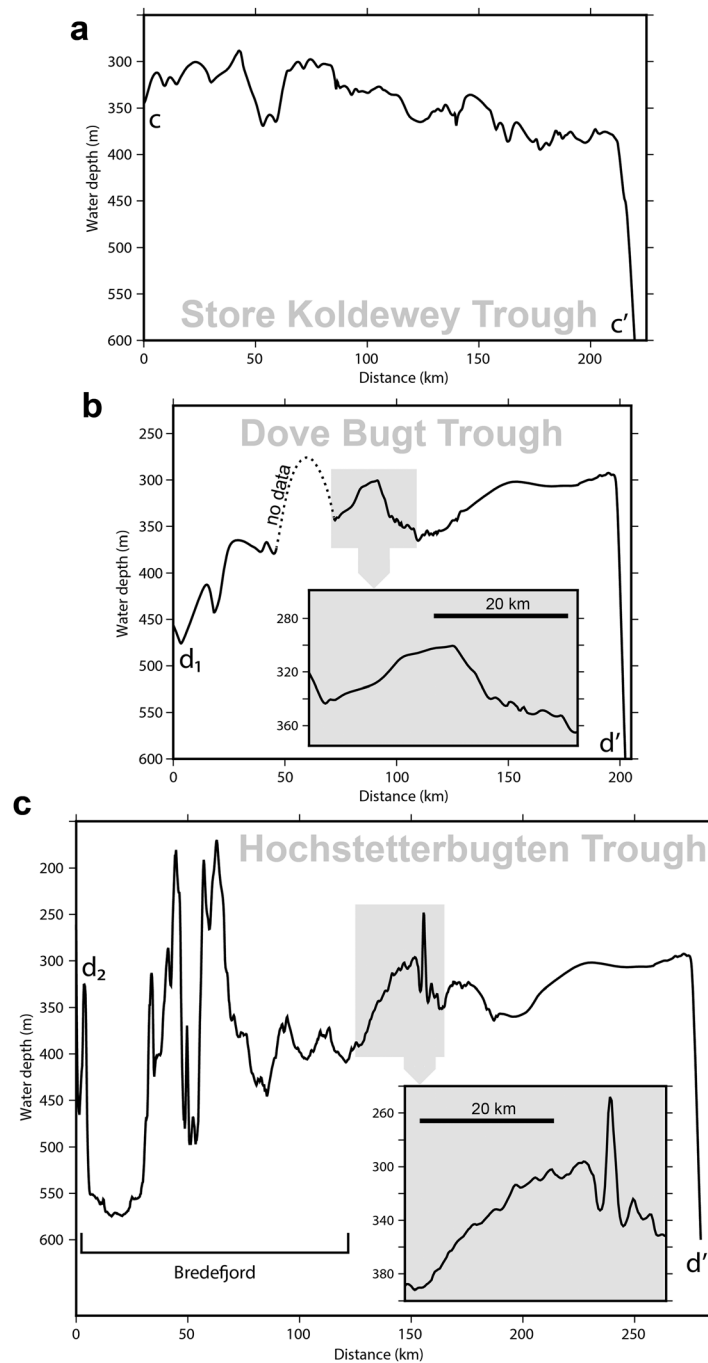 a
300
350
400
450
500
550
600
Water depth (m)
c
Store Koldewey Trough
c′
0
50
100
150
200
Distance (km)
b
250
300
350
400
450
500
550
600
Water depth (m)
Dove Bugt Trough
no data
d₁
20 km
280
320
360
d′
0
50
100
150
200
Distance (km)
c
200
250
300
350
400
450
500
550
600
Water depth (m)
Hochstetterbugten Trough
d₂
20 km
260
300
340
380
Bredefjord
d′
0
50
100
150
200
250
Distance (km)